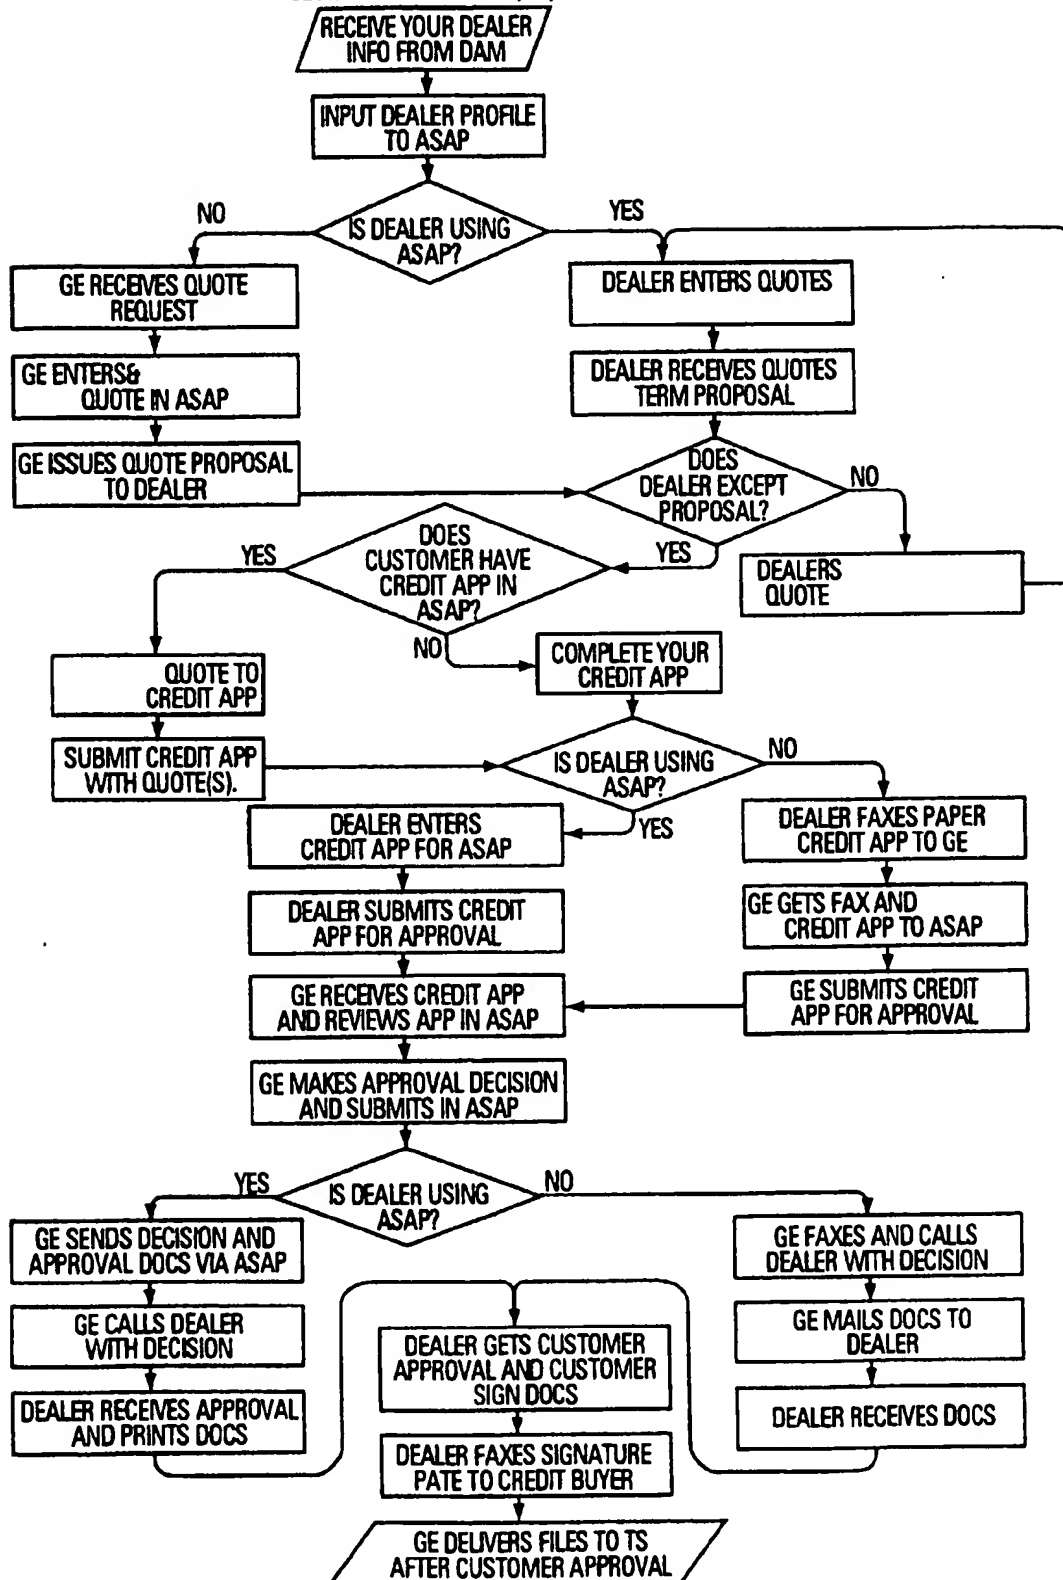 RECEIVE YOUR DEALER
INFO FROM DAM
INPUT DEALER PROFILE
TO ASAP
IS DEALER USING
ASAP?
NO
YES
GE RECEIVES QUOTE
REQUEST
DEALER ENTERS QUOTES
GE ENTERS&
QUOTE IN ASAP
DEALER RECEIVES QUOTES
TERM PROPOSAL
GE ISSUES QUOTE PROPOSAL
TO DEALER
DOES
DEALER EXCEPT
PROPOSAL?
NO
YES
DEALERS
QUOTE
DOES
CUSTOMER HAVE
CREDIT APP IN
ASAP?
YES
NO
QUOTE TO
CREDIT APP
COMPLETE YOUR
CREDIT APP
SUBMIT CREDIT APP
WITH QUOTE(S).
IS DEALER USING
ASAP?
NO
YES
DEALER ENTERS
CREDIT APP FOR ASAP
DEALER FAXES PAPER
CREDIT APP TO GE
DEALER SUBMITS CREDIT
APP FOR APPROVAL
GE GETS FAX AND
CREDIT APP TO ASAP
GE RECEIVES CREDIT APP
AND REVIEWS APP IN ASAP
GE SUBMITS CREDIT
APP FOR APPROVAL
GE MAKES APPROVAL DECISION
AND SUBMITS IN ASAP
IS DEALER USING
ASAP?
YES
NO
GE SENDS DECISION AND
APPROVAL DOCS VIA ASAP
GE FAXES AND CALLS
DEALER WITH DECISION
GE CALLS DEALER
WITH DECISION
GE MAILS DOCS TO
DEALER
DEALER RECEIVES APPROVAL
AND PRINTS DOCS
DEALER RECEIVES DOCS
DEALER GETS CUSTOMER
APPROVAL AND CUSTOMER
SIGN DOCS
DEALER FAXES SIGNATURE
PATE TO CREDIT BUYER
GE DELIVERS FILES TO TS
AFTER CUSTOMER APPROVAL